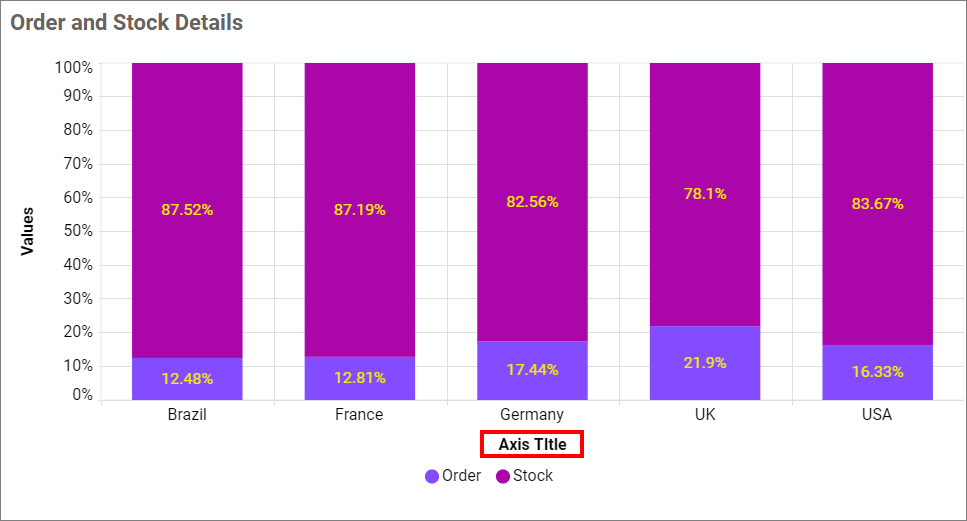 Order and Stock Details
100%
90%
80%
70%
60%
50%
40%
30%
20%
10%
0%
Values
87.52%
87.19%
82.56%
78.1%
83.67%
12.48%
12.81%
17.44%
21.9%
16.33%
Brazil
France
Germany
UK
USA
Axis TItle
Order
Stock